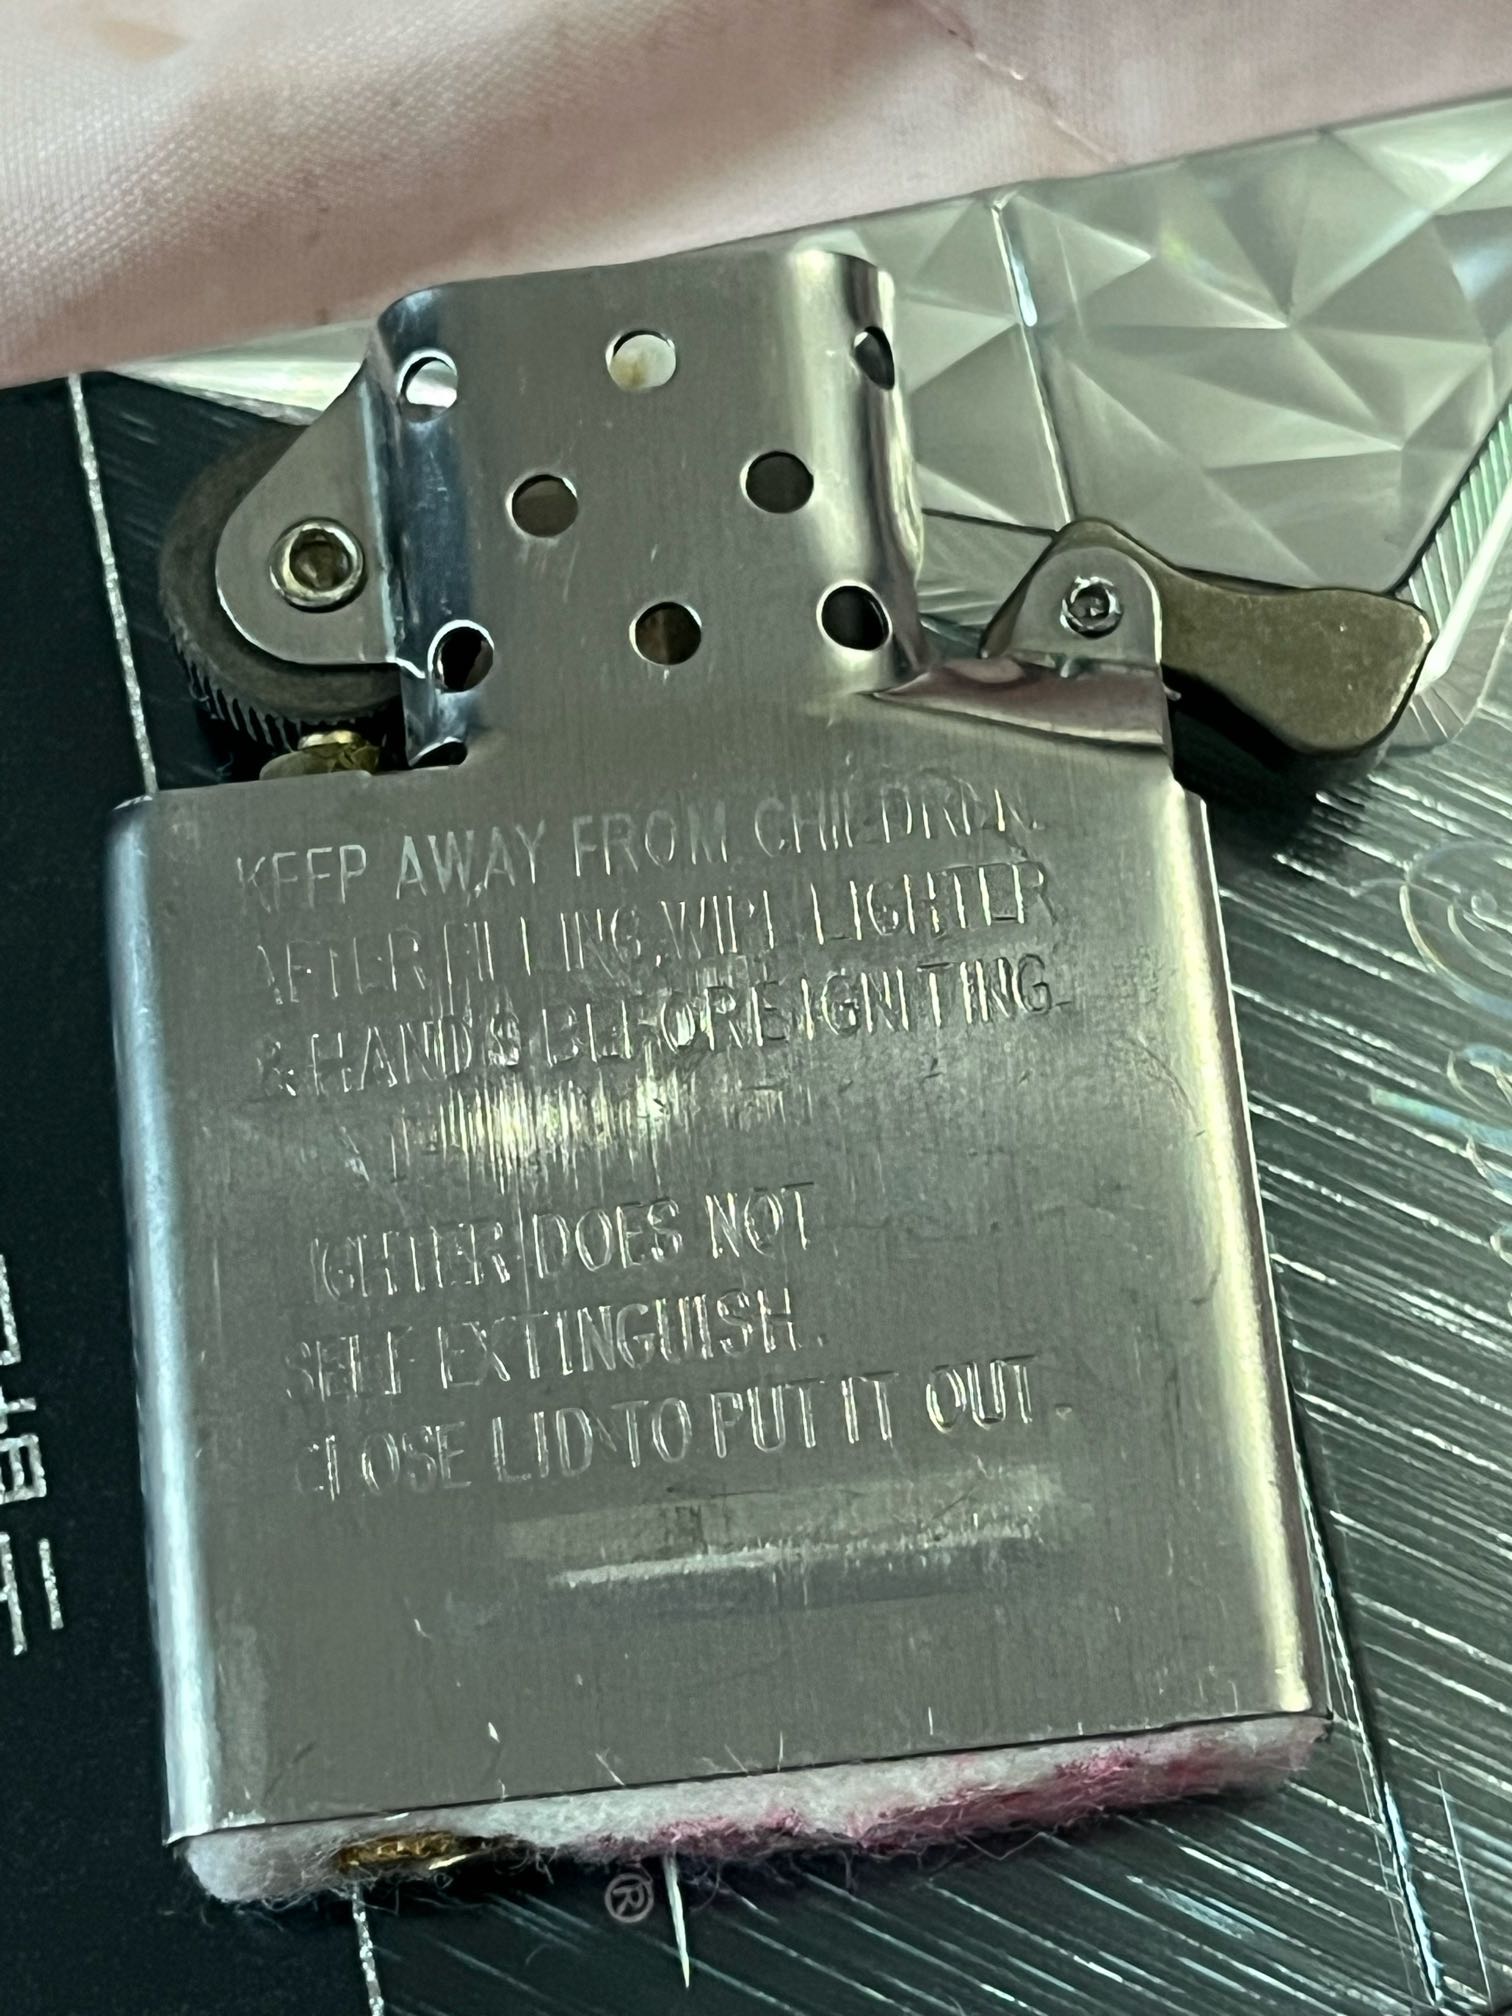 KEEP AWAY FROM CHILDREN.
AFTER FILLING, WIPE LIGHTER
& HANDS BEFORE IGNITING.
LIGHTER DOES NOT
SELF EXTINGUISH.
CLOSE LID TO PUT IT OUT.
®